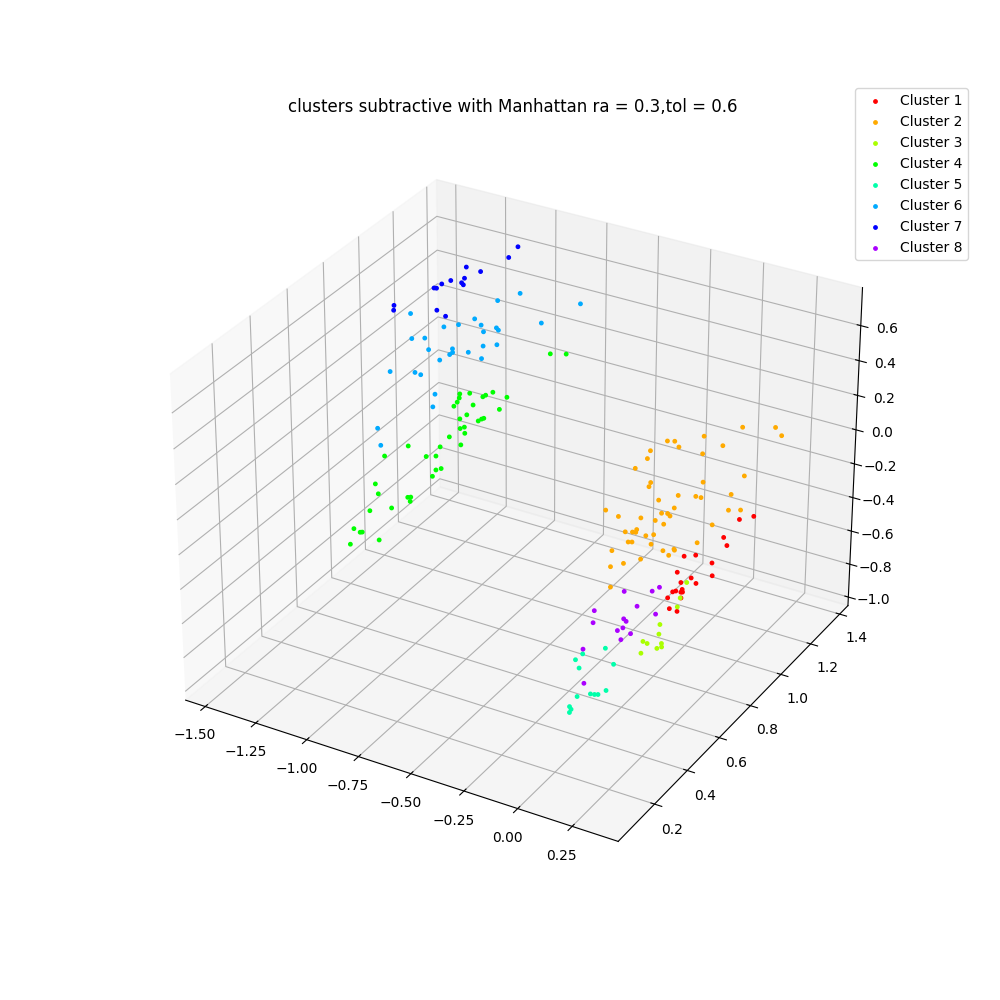 clusters subtractive with Manhattan ra = 0.3,tol = 0.6
Cluster 1
Cluster 2
Cluster 3
Cluster 4
Cluster 5
Cluster 6
Cluster 7
Cluster 8
0.6
0.4
0.2
0.0
−0.2
−0.4
−0.6
−0.8
−1.0
1.4
1.2
1.0
0.8
0.6
0.4
0.2
−1.50
−1.25
−1.00
−0.75
−0.50
−0.25
0.00
0.25